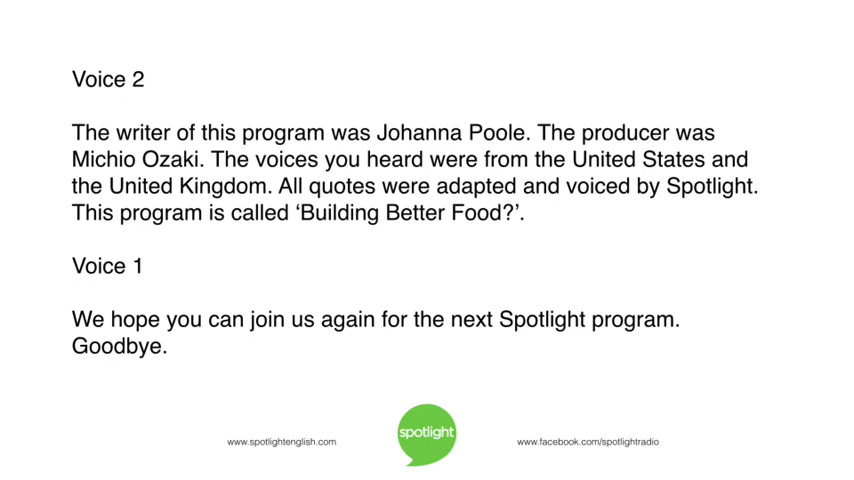 Voice 2
The writer of this program was Johanna Poole. The producer was
Michio Ozaki. The voices you heard were from the United States and
the United Kingdom. All quotes were adapted and voiced by Spotlight.
This program is called ‘Building Better Food?’.
Voice 1
We hope you can join us again for the next Spotlight program.
Goodbye.
www.spotlightenglish.com
spotlight
www.facebook.com/spotlightradio